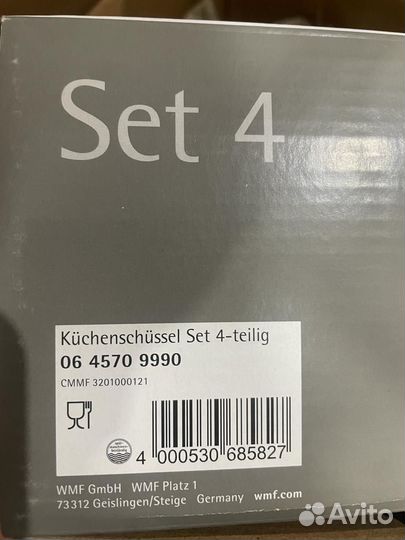 Set 4
Küchenschüssel Set 4-teilig
06 4570 9990
CMMF 3201000121
4 000530 685827
WMF GmbH WMF Platz 1
73312 Geislingen/Steige Germany wmf.com
Avito